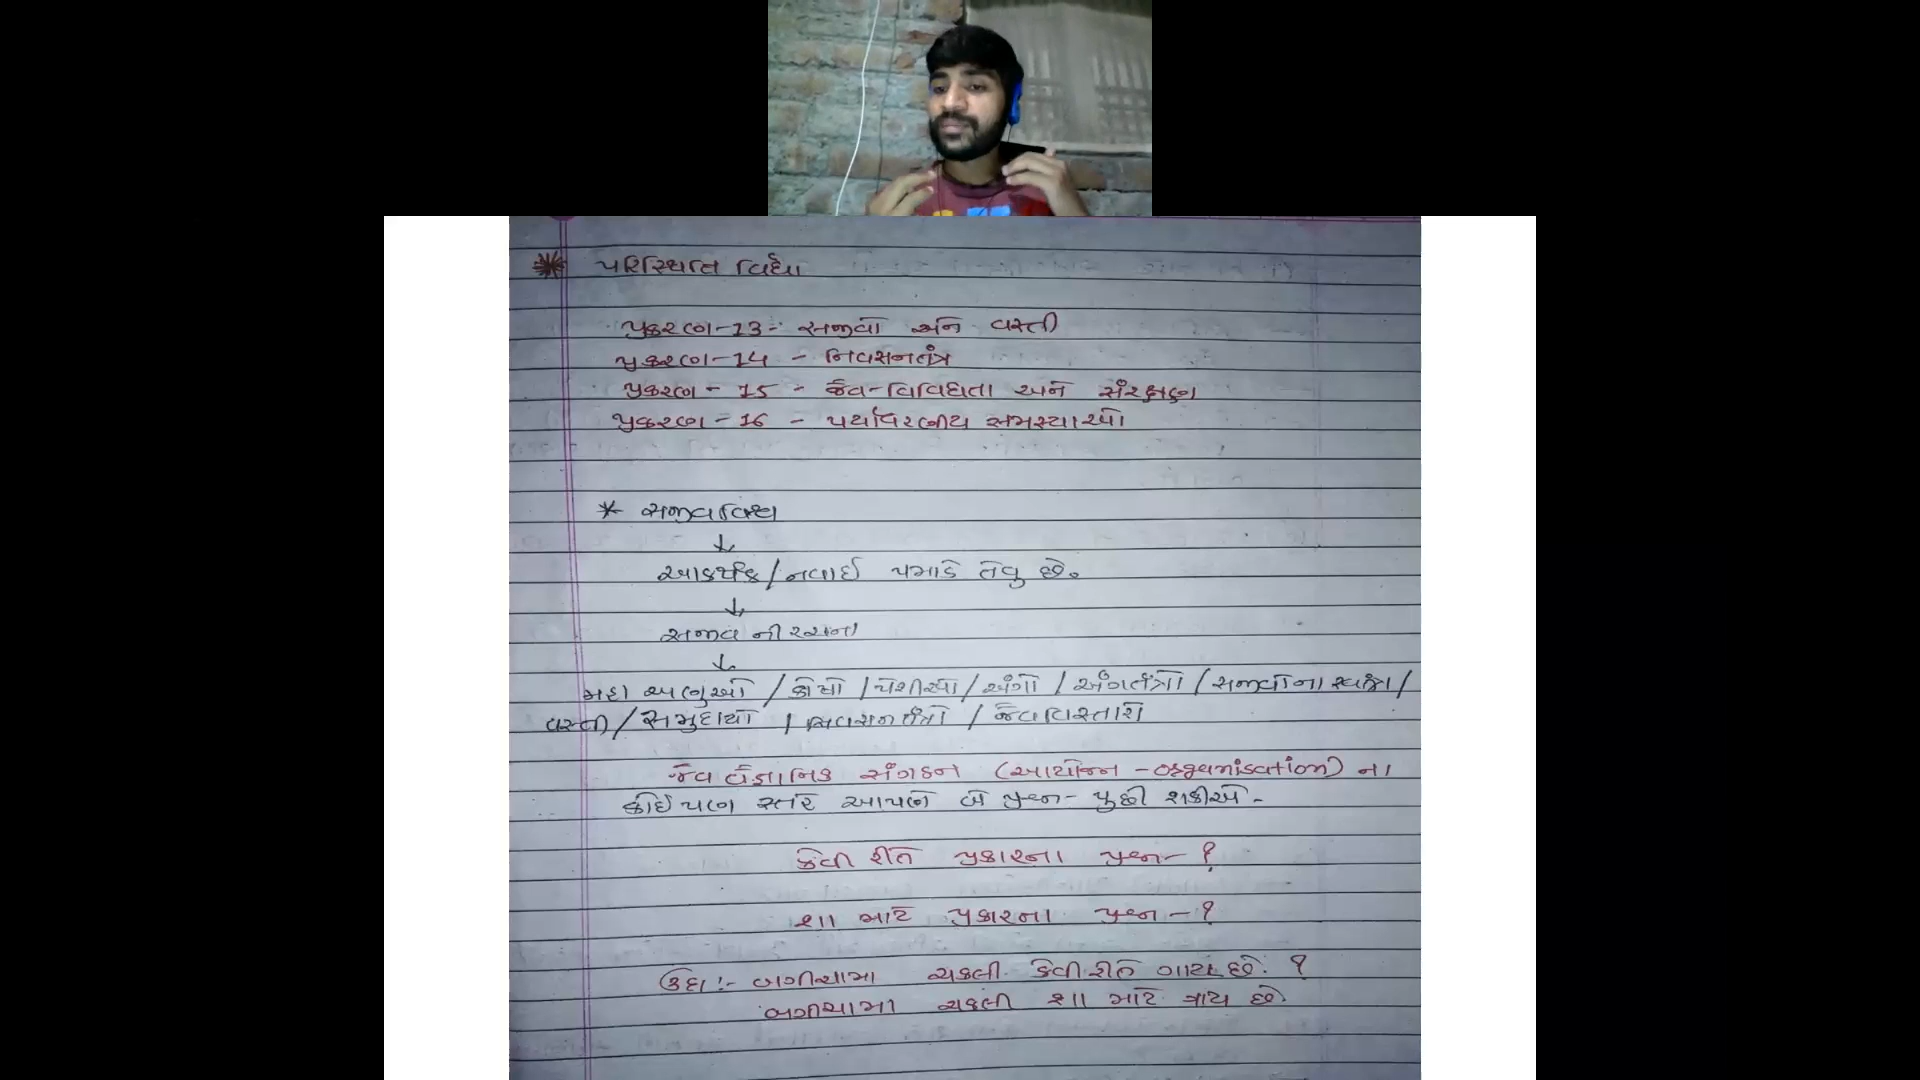 પરિસ્થિતિ વિદ્યા
પ્રકરણ-13 :- સજીવો અને વસ્તી
પ્રકરણ-14 - નિવસનતંત્ર
પ્રકરણ - 15 - જૈવ-વિવિધતા અને સંરક્ષણ
પ્રકરણ - 16 - પર્યાવરણીય સમસ્યાઓ
* સજીવવિશ્વ
↓
આકર્ષક / નવાઈ પમાડે તેવુ છે.
↓
સજીવ ની રચના
↓
મહા અણુઓ / કોષો / પેશીઓ / અંગો / અંગતંત્રો / સજીવોના સ્વતંત્ર /
વસ્તી / સમુદાયો / નિવસનતંત્રો / જૈવવિસ્તારો
જૈવ વૈજ્ઞાનિક સંગઠન (આયોજન - organisation) ના
કોઈ પણ સ્તરે આપણે બે પ્રશ્ન - પુછી શકીએ -
કેવી રીતે પ્રકારના પ્રશ્ન - ?
શા માટે પ્રકારના પ્રશ્ન - ?
ઉદા :- બગીચામા ચકલી કેવી રીતે ગાય છે. ?
બગીચામા ચકલી શા માટે ગાય છે.